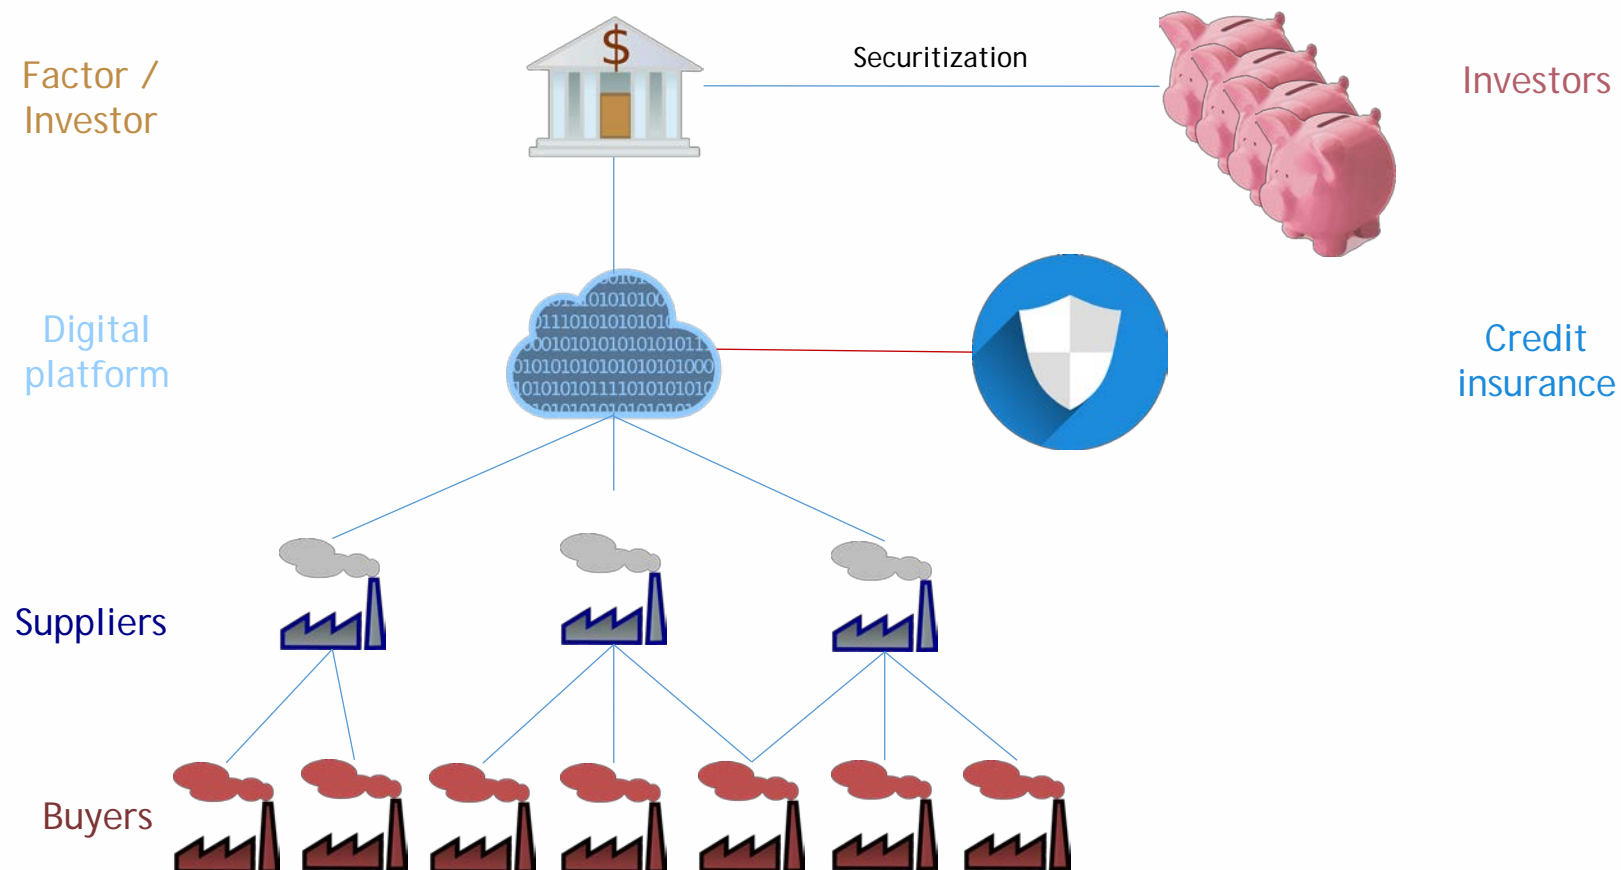 $
Securitization
Factor /
Investor
Investors
Digital
platform
Credit
insurance
Suppliers
Buyers